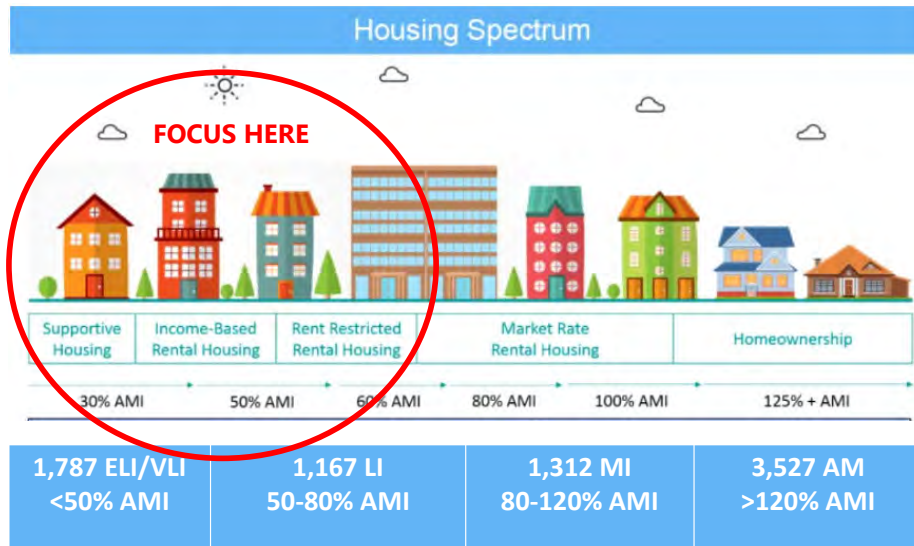 Housing Spectrum
FOCUS HERE
Supportive
Housing
Income-Based
Rental Housing
Rent Restricted
Rental Housing
Market Rate
Rental Housing
Homeownership
30% AMI
50% AMI
60% AMI
80% AMI
100% AMI
125% + AMI
1,787 ELI/VLI
<50% AMI
1,167 LI
50-80% AMI
1,312 MI
80-120% AMI
3,527 AM
>120% AMI